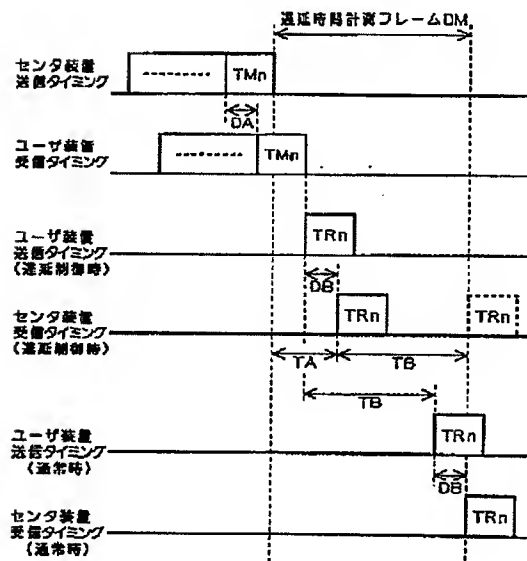 遅延時間計測フレームDM
センタ装置
送信タイミング
TMn
DA
ユーザ装置
受信タイミング
TMn
ユーザ装置
送信タイミング
(遅延制御時)
TRn
DB
センタ装置
受信タイミング
(遅延制御時)
TRn
TRn
TA
TB
TB
ユーザ装置
送信タイミング
(通常時)
TRn
DB
センタ装置
受信タイミング
(通常時)
TRn